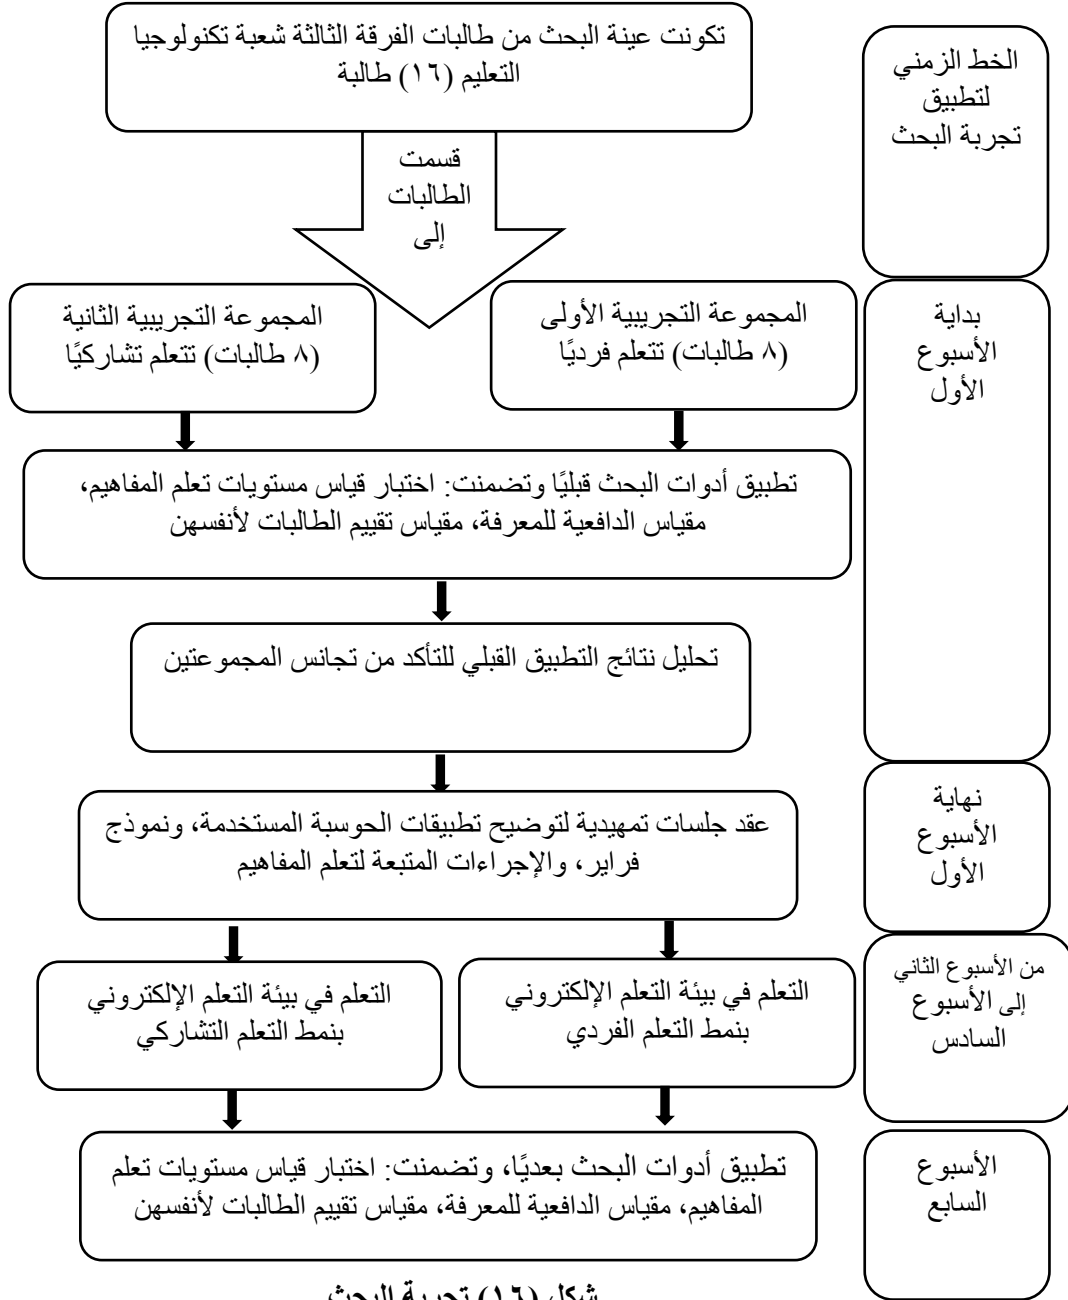 تكونت عينة البحث من طالبات الفرقة الثالثة شعبة تكنولوجيا
التعليم (١٦) طالبة
الخط الزمني
لتطبيق
تجربة البحث
قسمت
الطالبات
إلى
المجموعة التجريبية الأولى
(٨ طالبات) تتعلم فرديًا
المجموعة التجريبية الثانية
(٨ طالبات) تتعلم تشاركيًا
بداية
الأسبوع
الأول
تطبيق أدوات البحث قبليًا وتضمنت: اختبار قياس مستويات تعلم المفاهيم،
مقياس الدافعية للمعرفة، مقياس تقييم الطالبات لأنفسهن
تحليل نتائج التطبيق القبلي للتأكد من تجانس المجموعتين
نهاية
الأسبوع
الأول
عقد جلسات تمهيدية لتوضيح تطبيقات الحوسبة المستخدمة، ونموذج
فراير، والإجراءات المتبعة لتعلم المفاهيم
من الأسبوع الثاني
إلى الأسبوع
السادس
التعلم في بيئة التعلم الإلكتروني
بنمط التعلم الفردي
التعلم في بيئة التعلم الإلكتروني
بنمط التعلم التشاركي
الأسبوع
السابع
تطبيق أدوات البحث بعديًا، وتضمنت: اختبار قياس مستويات تعلم
المفاهيم، مقياس الدافعية للمعرفة، مقياس تقييم الطالبات لأنفسهن
شكل (١٦) تجربة البحث